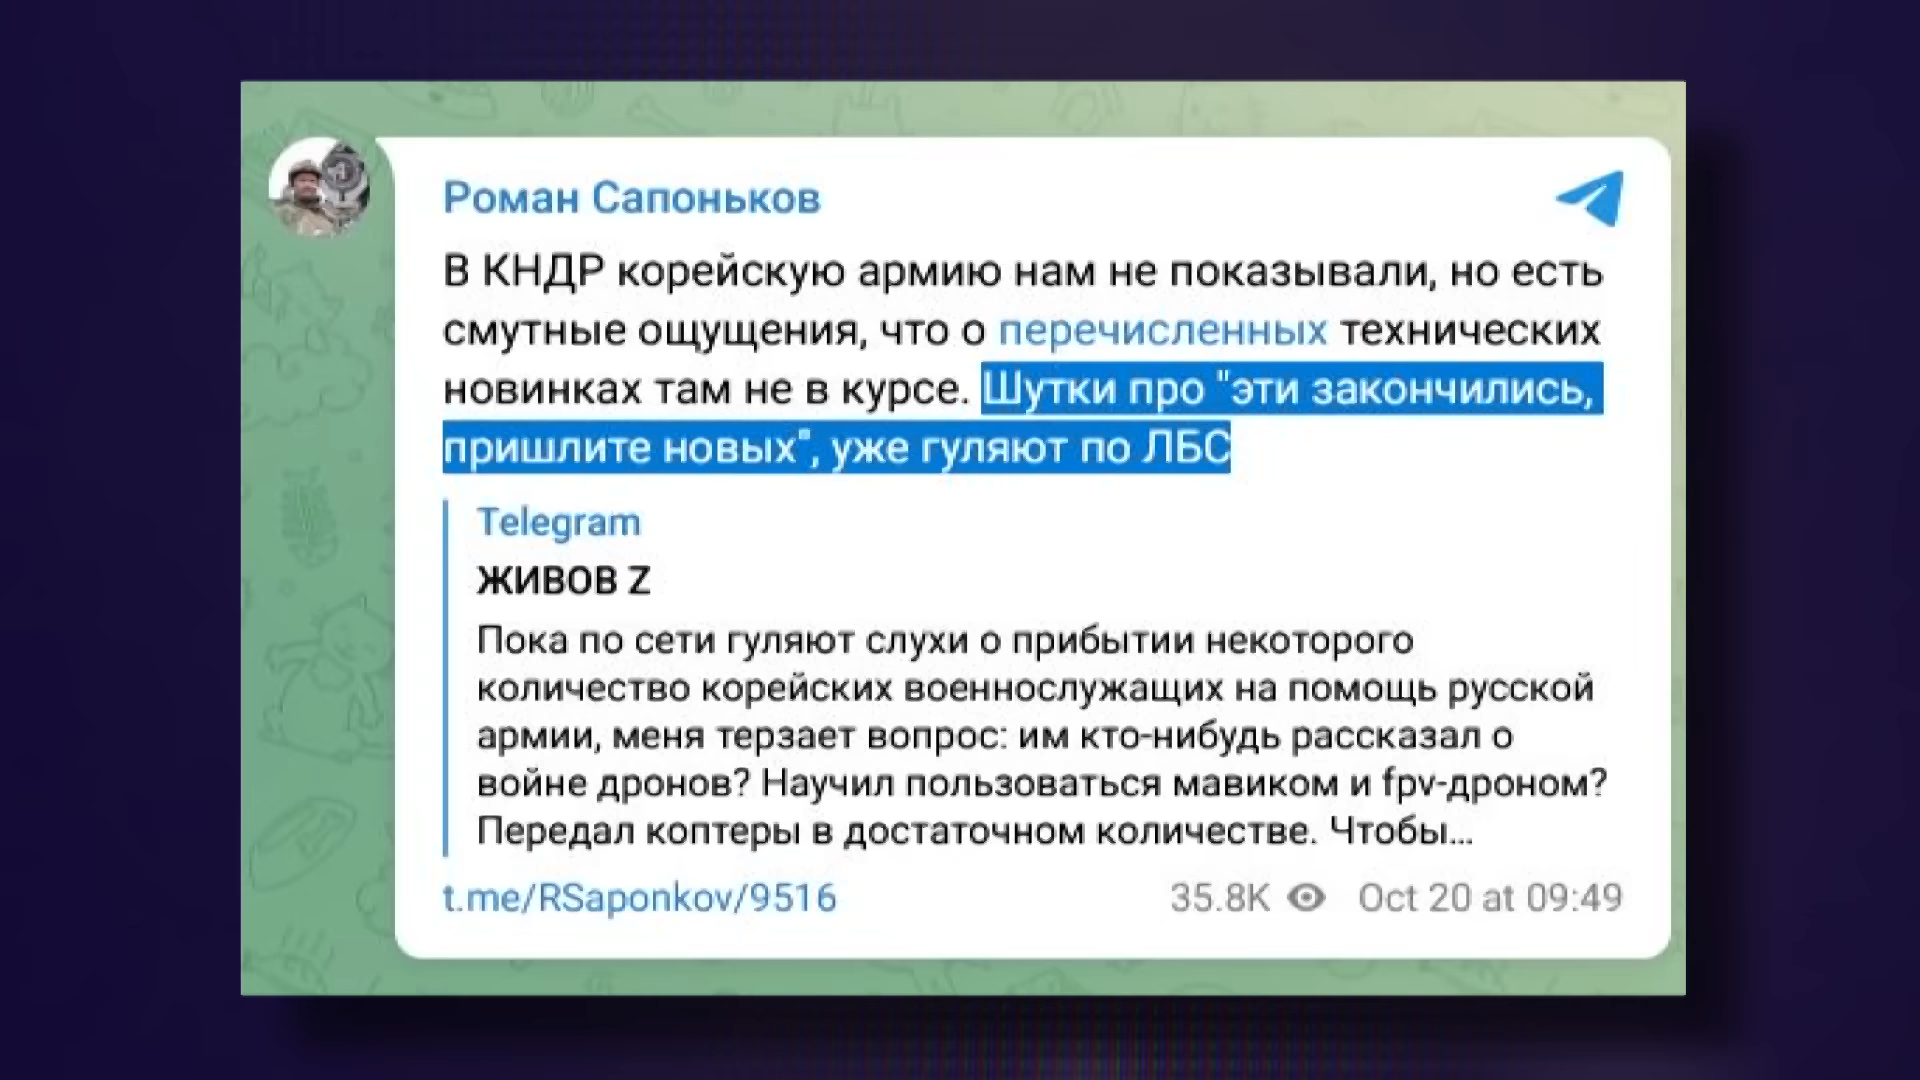 Роман Сапоньков
В КНДР корейскую армию нам не показывали, но есть
смутные ощущения, что о перечисленных технических
новинках там не в курсе. Шутки про "эти закончились,
пришлите новых", уже гуляют по ЛБС
Telegram
ЖИВОВ Z
Пока по сети гуляют слухи о прибытии некоторого
количество корейских военнослужащих на помощь русской
армии, меня терзает вопрос: им кто-нибудь рассказал о
войне дронов? Научил пользоваться мавиком и fpv-дроном?
Передал коптеры в достаточном количестве. Чтобы...
t.me/RSaponkov/9516 35.8K Oct 20 at 09:49